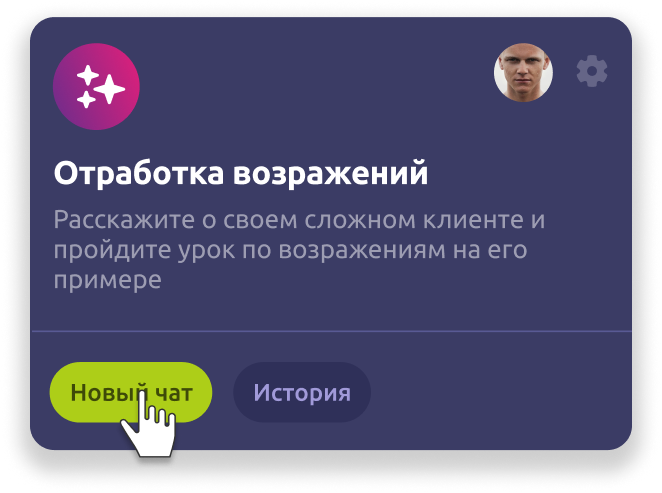 Отработка возражений
Расскажите о своем сложном клиенте и
пройдите урок по возражениям на его
примере
Новый чат
История